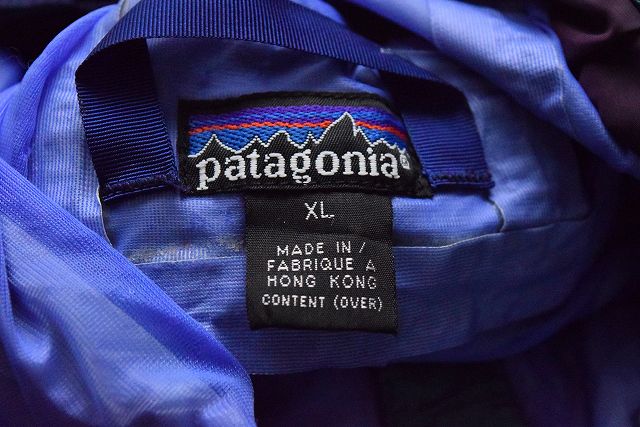 patagonia®
XL
MADE IN /
FABRIQUE A
HONG KONG
CONTENT (OVER)